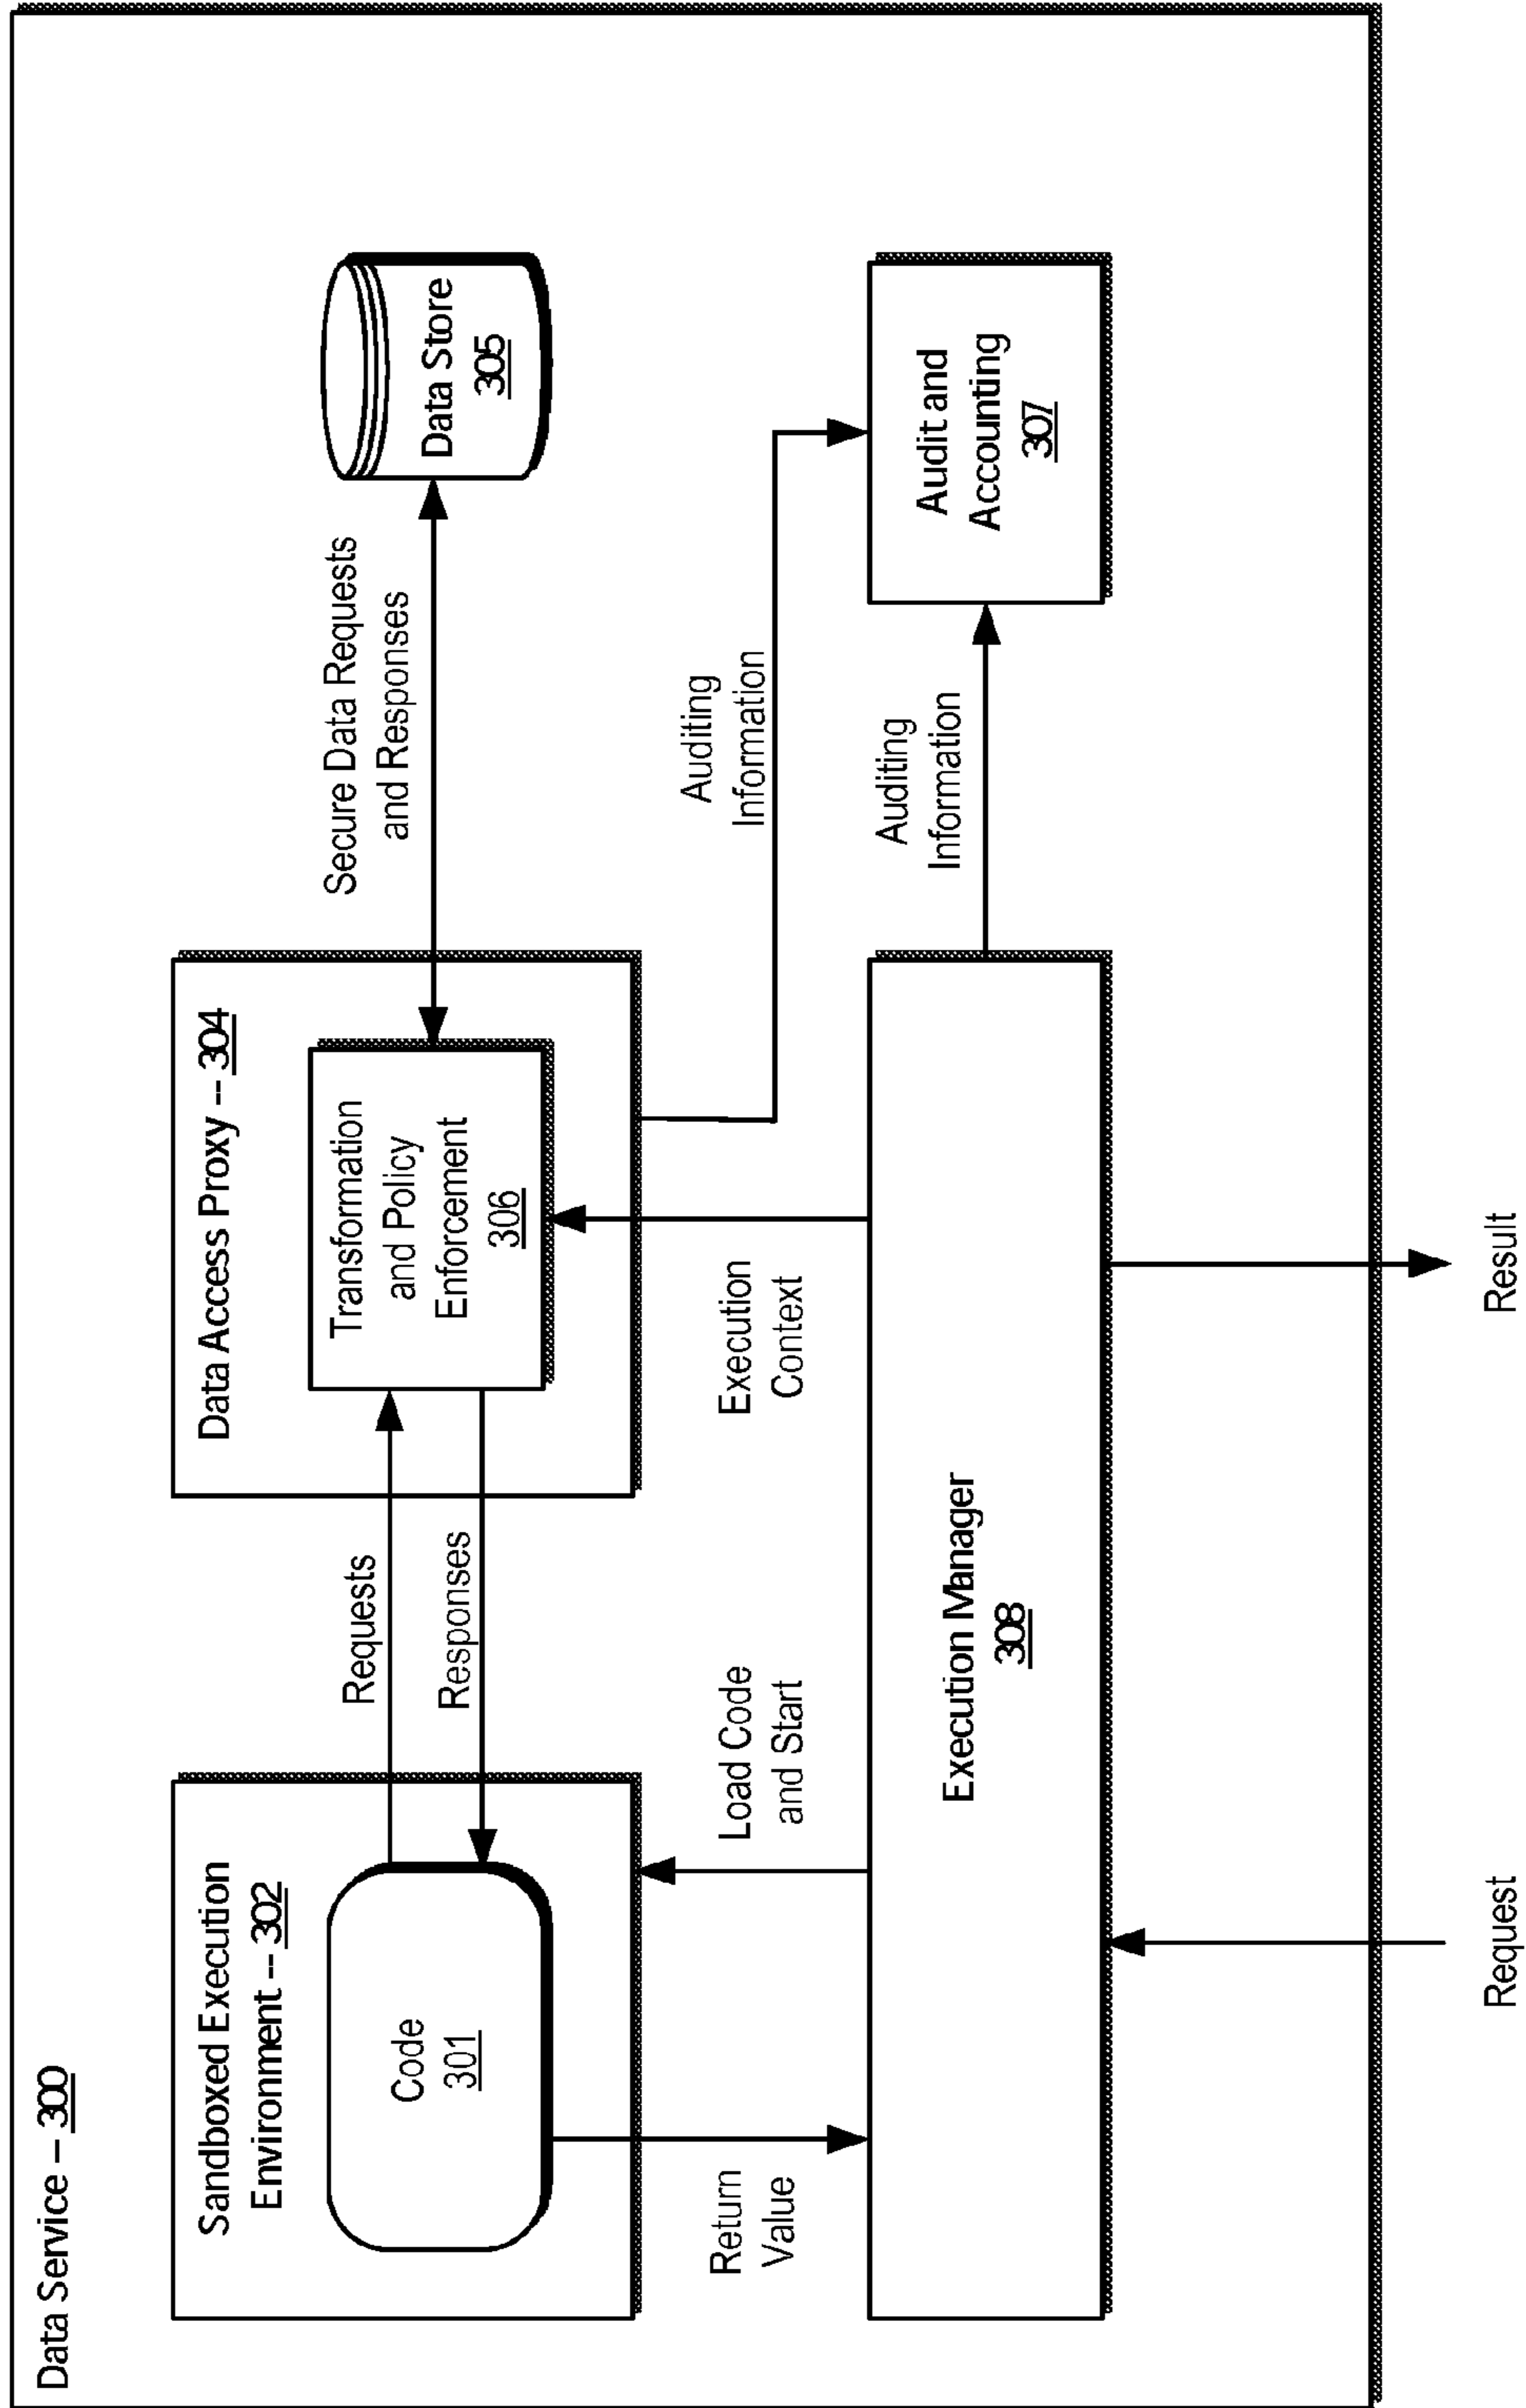 Data Service – 300
Sandboxed Execution
Environment -- 302
Code
301
Requests
Responses
Data Access Proxy -- 304
Transformation
and Policy
Enforcement
306
Secure Data Requests
and Responses
Data Store
305
Return
Value
Load Code
and Start
Execution
Context
Auditing
Information
Auditing
Information
Execution Manager
308
Audit and
Accounting
307
Request
Result